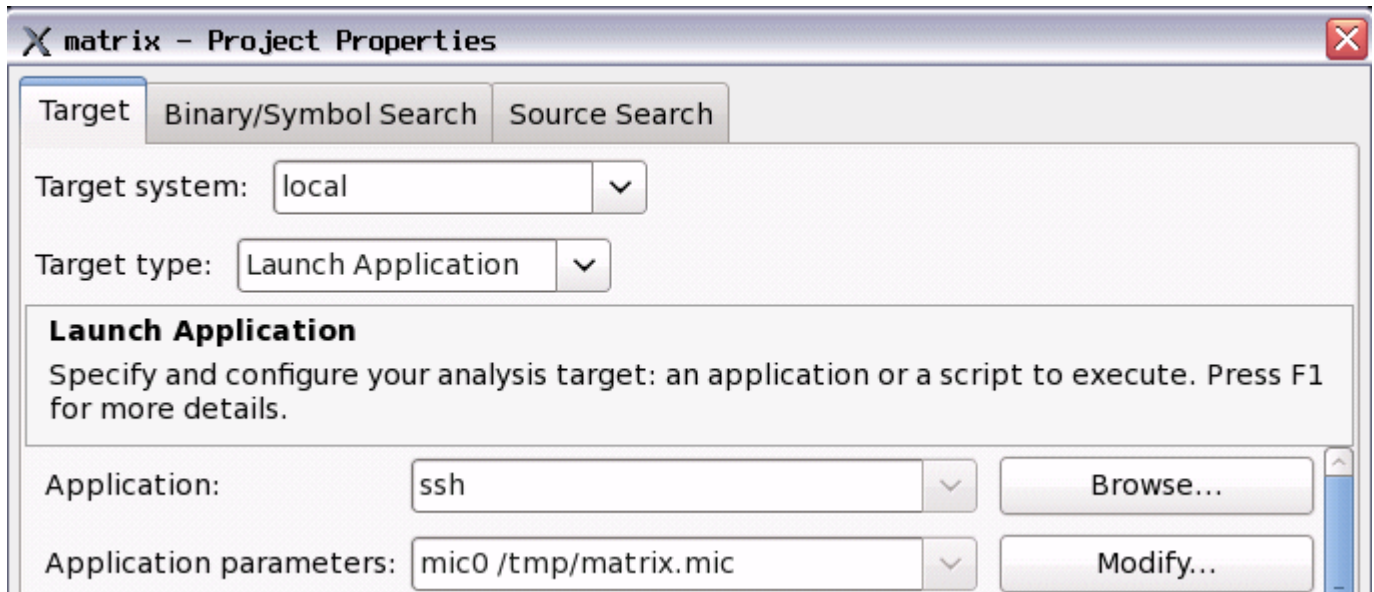 matrix - Project Properties
Target Binary/Symbol Search Source Search
Target system: local
Target type: Launch Application
Launch Application
Specify and configure your analysis target: an application or a script to execute. Press F1
for more details.
Application: ssh Browse...
Application parameters: mic0 /tmp/matrix.mic Modify...